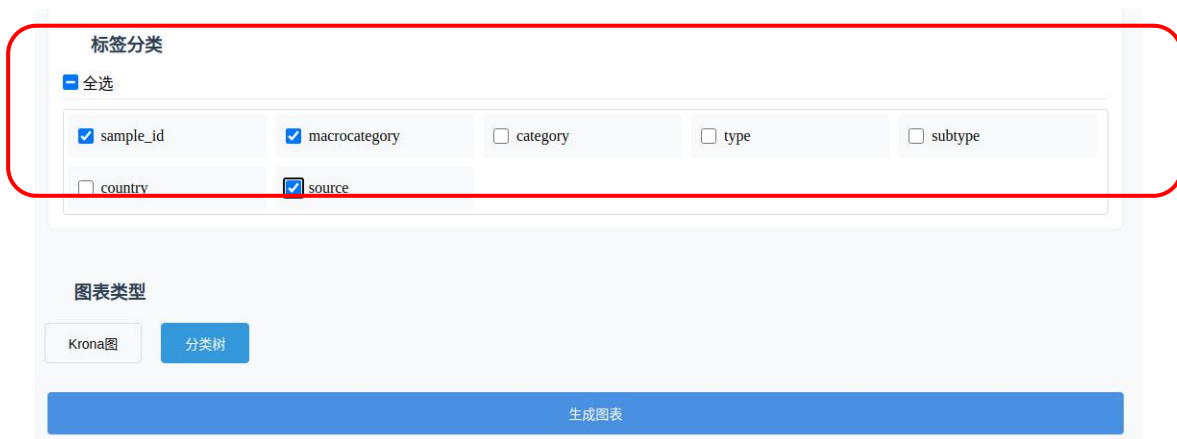 标签分类
全选
sample_id macrocategory category type subtype
country source
图表类型
Krona图 分类树
生成图表